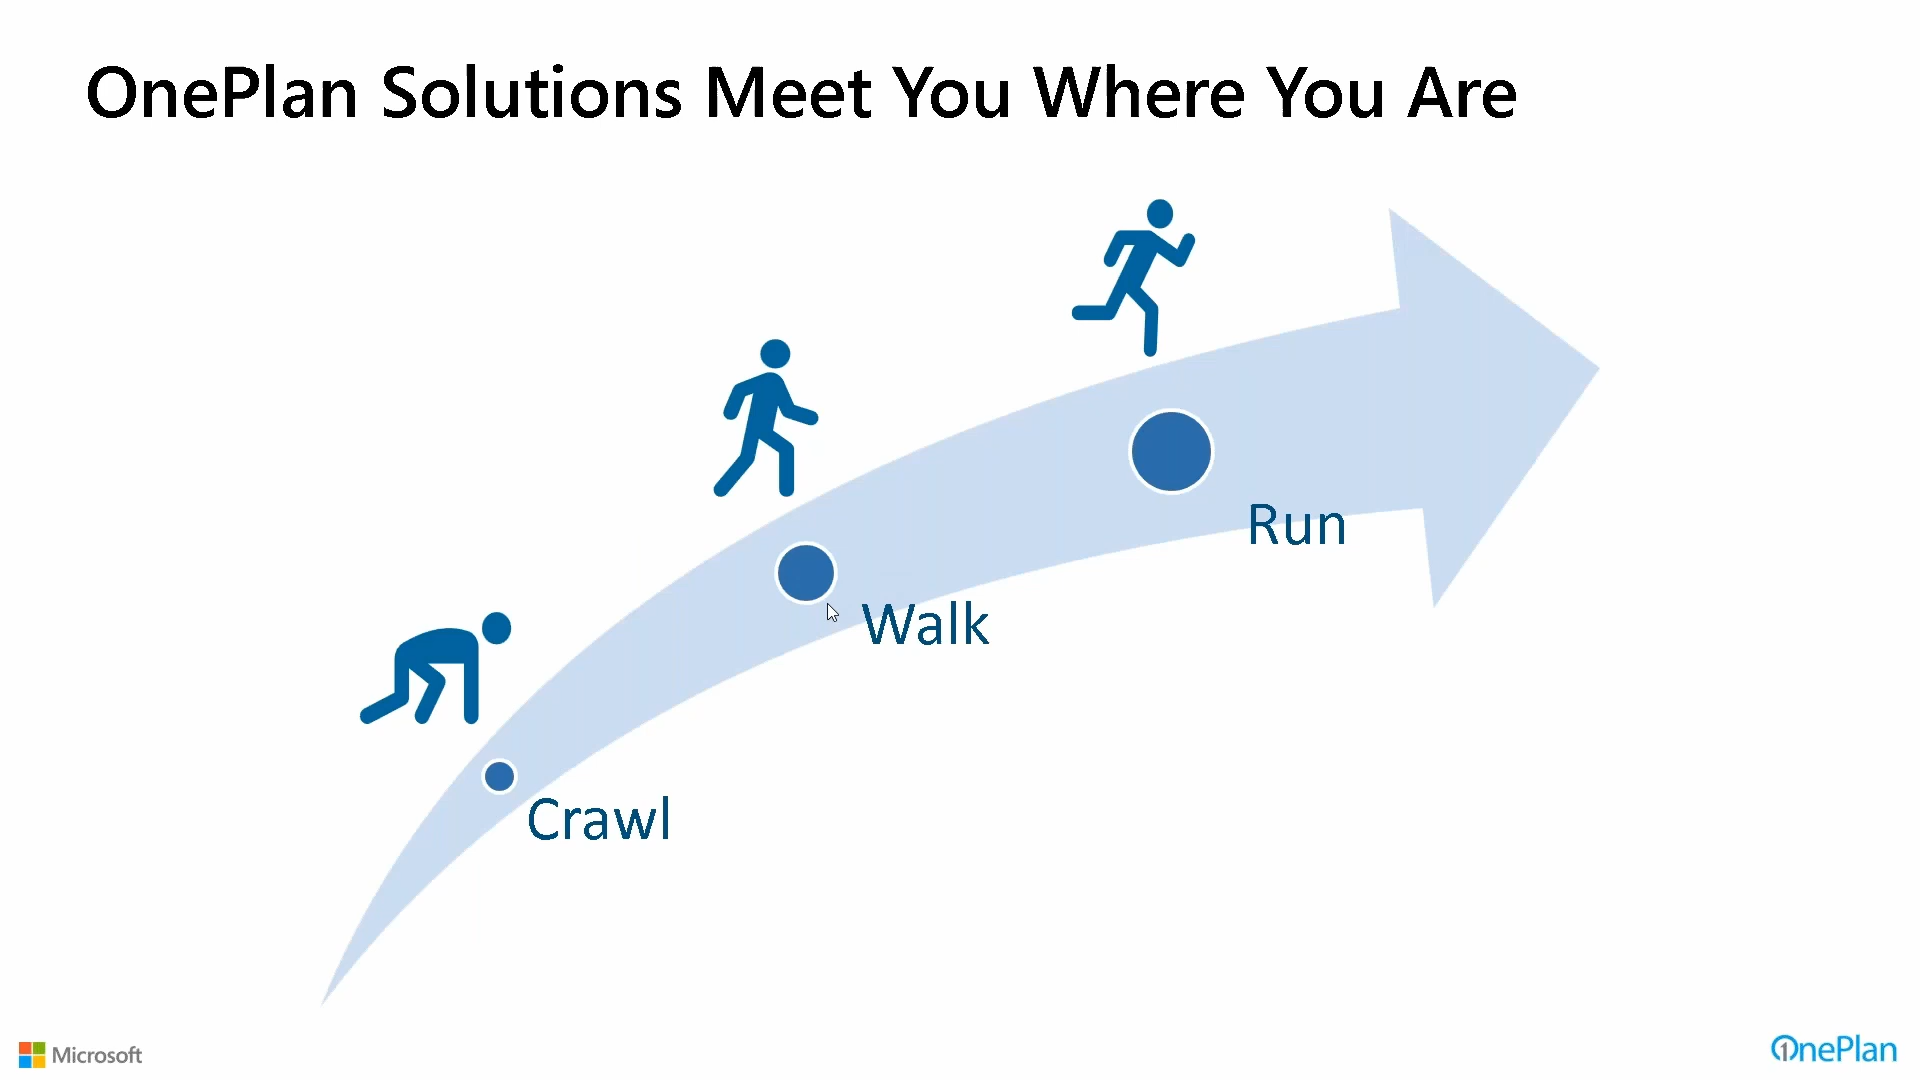 OnePlan Solutions Meet You Where You Are
Run
Walk
Crawl
Microsoft
OnePlan